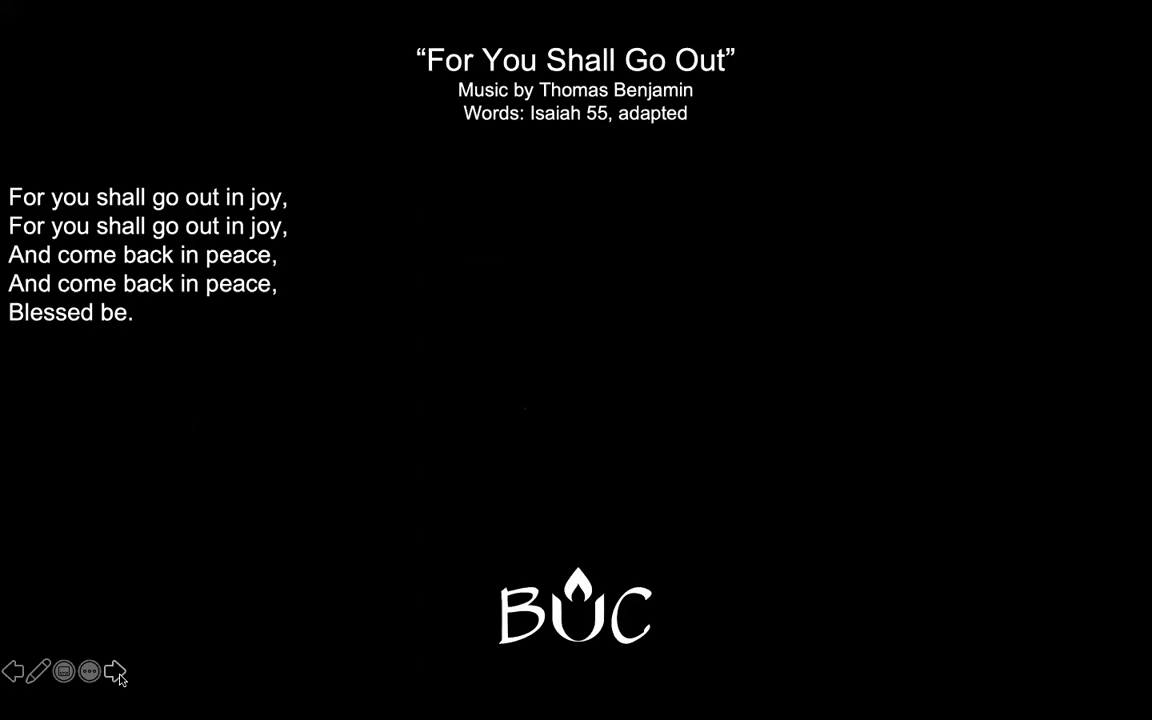 “For You Shall Go Out”
Music by Thomas Benjamin
Words: Isaiah 55, adapted
For you shall go out in joy,
For you shall go out in joy,
And come back in peace,
And come back in peace,
Blessed be.
BUC